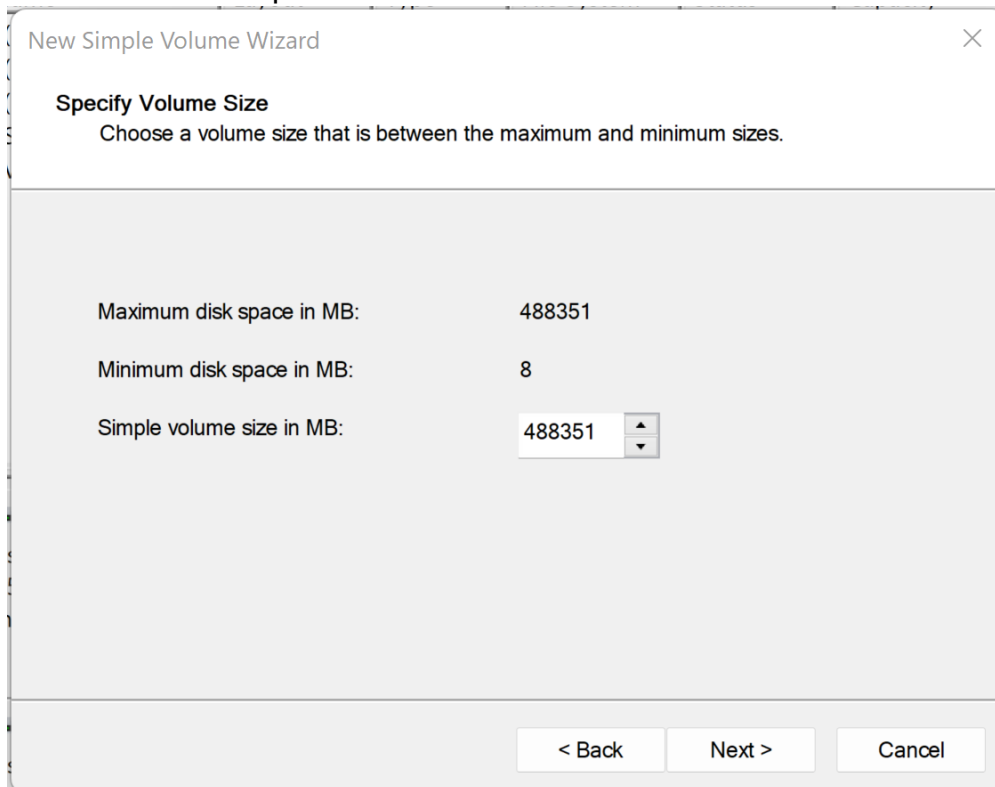 New Simple Volume Wizard
Specify Volume Size
Choose a volume size that is between the maximum and minimum sizes.
Maximum disk space in MB: 488351
Minimum disk space in MB: 8
Simple volume size in MB: 488351
< Back Next > Cancel